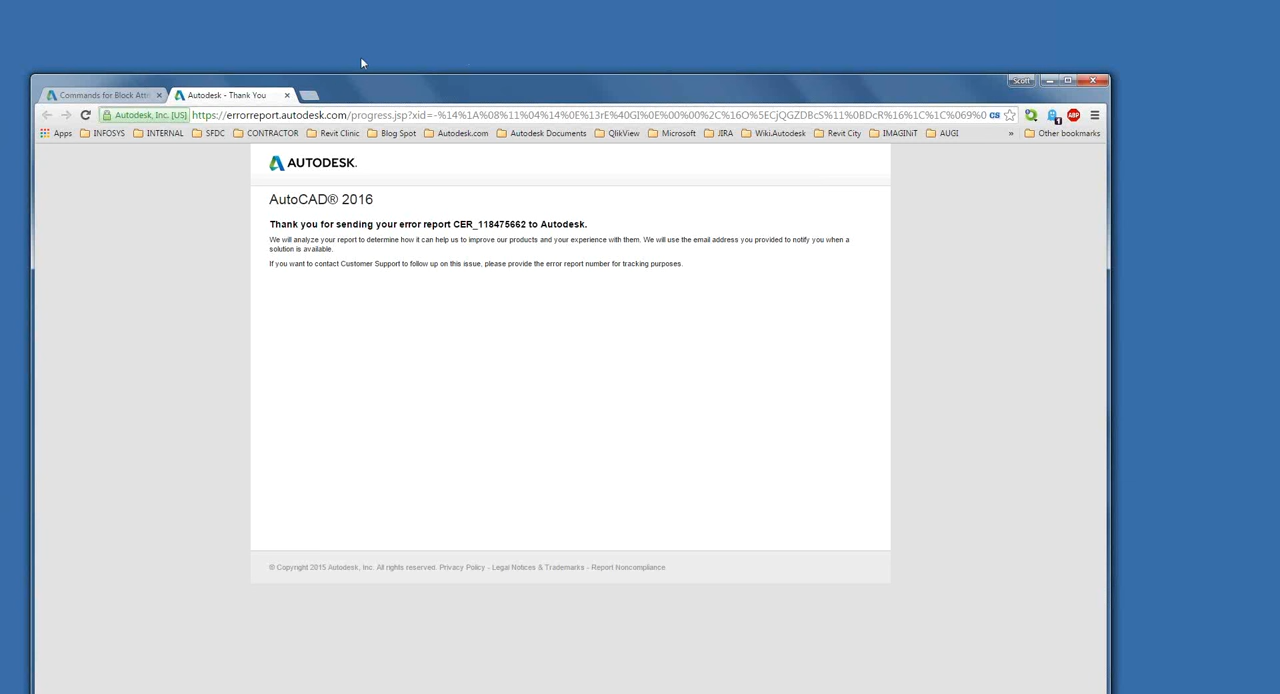 Scott
Commands for Block Attri
Autodesk - Thank You
Autodesk, Inc. [US] https://errorreport.autodesk.com/progress.jsp?xid=-%14%1A%08%11%04%14%0E%13rE%40GI%0E%00%00%2C%16O%5ECjQGZDBcS%11%0BDcR%16%1C%1C%069%0
Apps INFOSYS INTERNAL SFDC CONTRACTOR Revit Clinic Blog Spot Autodesk.com Autodesk Documents QlikView Microsoft JIRA Wiki.Autodesk Revit City IMAGINiT AUGI » Other bookmarks
AUTODESK.
AutoCAD® 2016
Thank you for sending your error report CER_118475662 to Autodesk.
We will analyze your report to determine how it can help us to improve our products and your experience with them. We will use the email address you provided to notify you when a
solution is available.
If you want to contact Customer Support to follow up on this issue, please provide the error report number for tracking purposes.
© Copyright 2015 Autodesk, Inc. All rights reserved. Privacy Policy - Legal Notices & Trademarks - Report Noncompliance